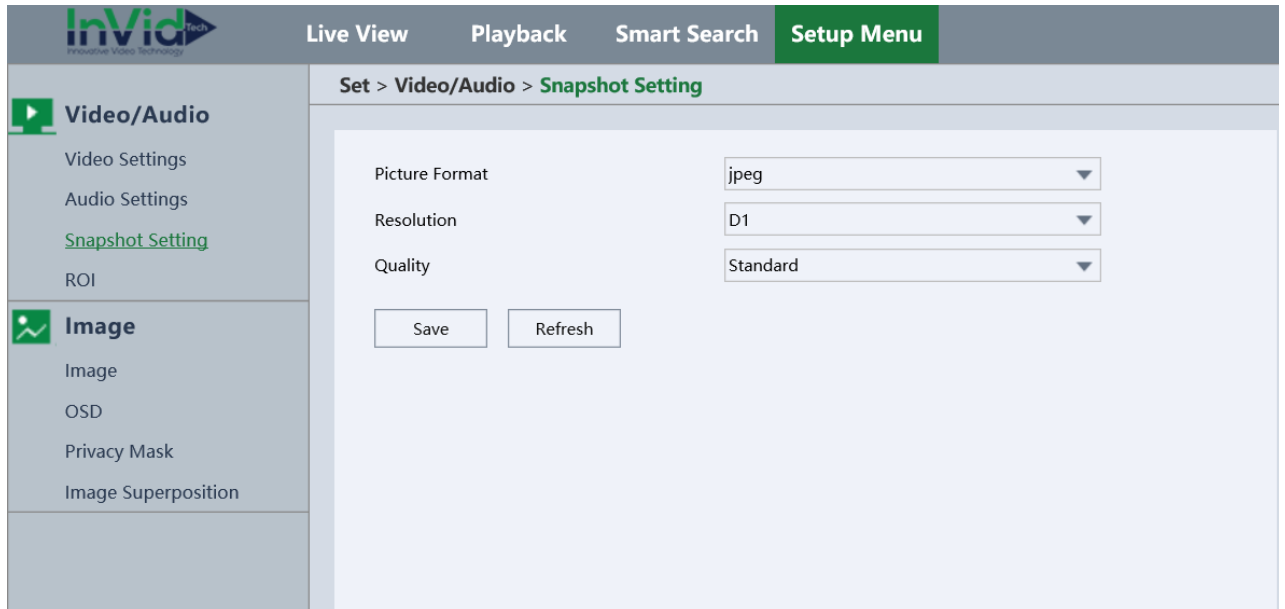 InVid Tech
Innovative Video Technology
Live View Playback Smart Search Setup Menu
Set > Video/Audio > Snapshot Setting
Video/Audio
Video Settings
Audio Settings
Snapshot Setting
ROI
Image
Image
OSD
Privacy Mask
Image Superposition
Picture Format jpeg
Resolution D1
Quality Standard
Save Refresh